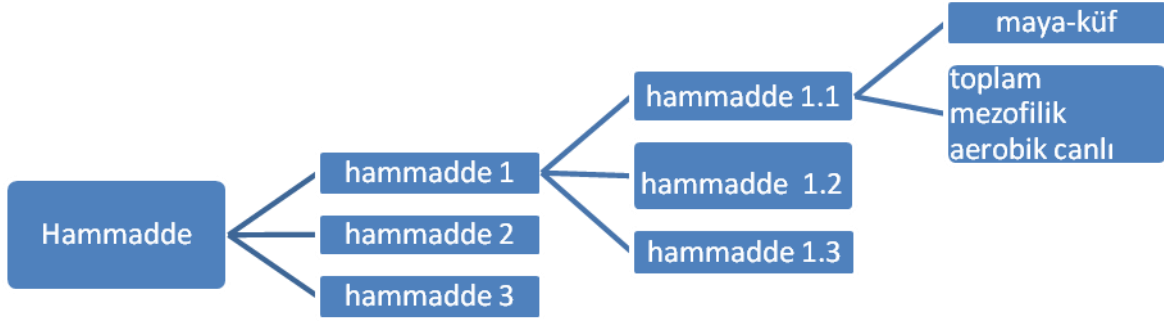 Hammadde
hammadde 1
hammadde 2
hammadde 3
hammadde 1.1
hammadde 1.2
hammadde 1.3
maya-küf
toplam
mezofilik
aerobik canlı